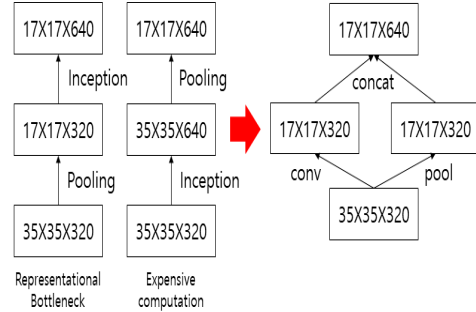 17X17X640
17X17X640
17X17X640
Inception
Pooling
concat
17X17X320
35X35X640
17X17X320
17X17X320
Pooling
Inception
conv
pool
35X35X320
35X35X320
35X35X320
Representational
Bottleneck
Expensive
computation